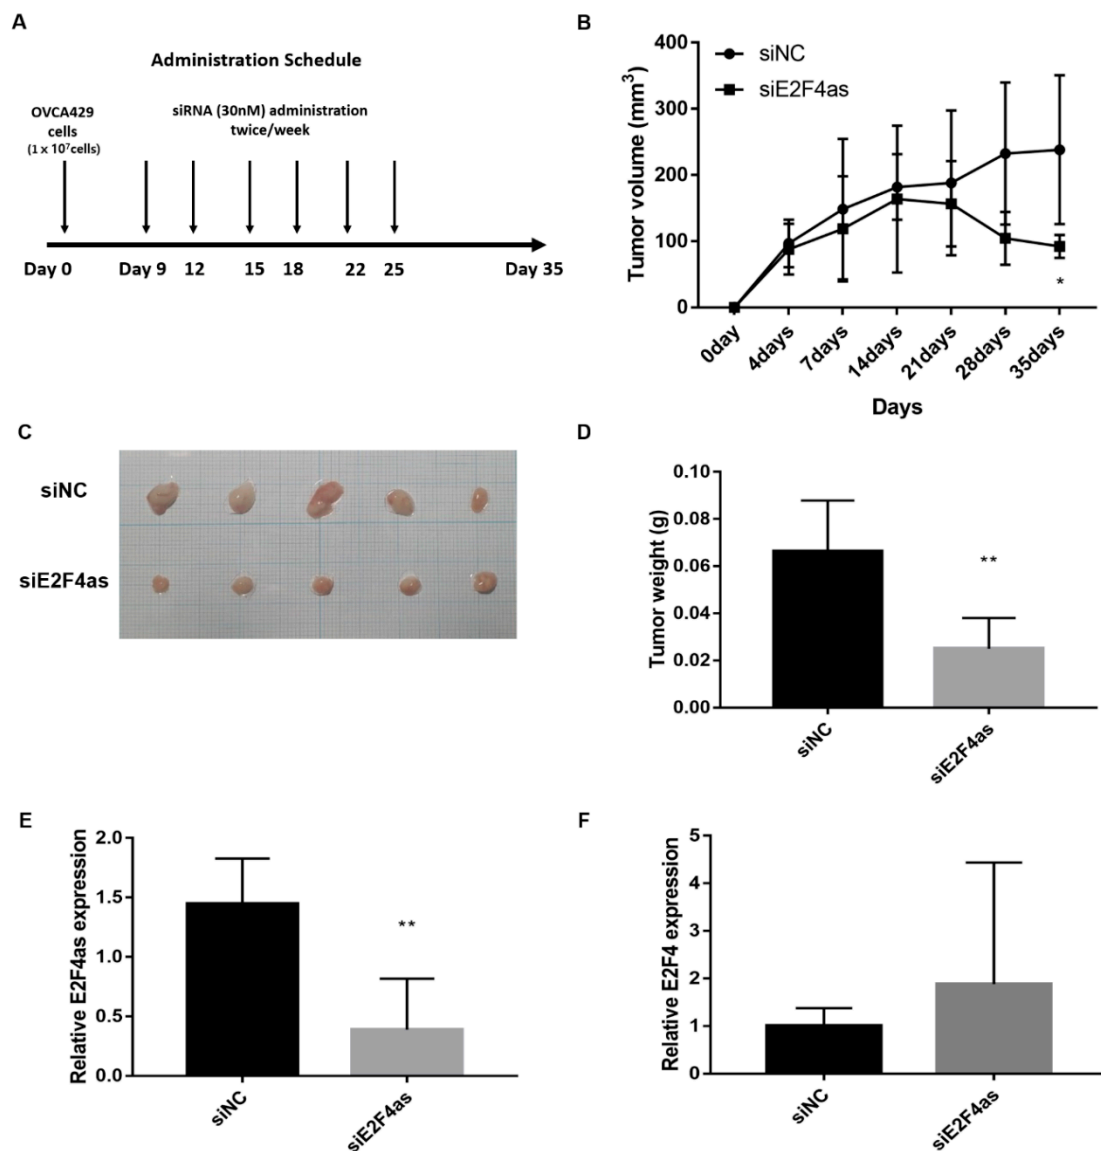 A
Administration Schedule
OVCA429
cells
(1 x 10⁷cells)
siRNA (30nM) administration
twice/week
Day 0
Day 9
12
15
18
22
25
Day 35
B
Tumor volume (mm³)
400
300
200
100
0
siNC
siE2F4as
*
0day
4days
7days
14days
21days
28days
35days
Days
C
siNC
siE2F4as
D
Tumor weight (g)
0.10
0.08
0.06
0.04
0.02
0.00
**
siNC
siE2F4as
E
Relative E2F4as expression
2.0
1.5
1.0
0.5
0.0
**
siNC
siE2F4as
F
Relative E2F4 expression
5
4
3
2
1
0
siNC
siE2F4as